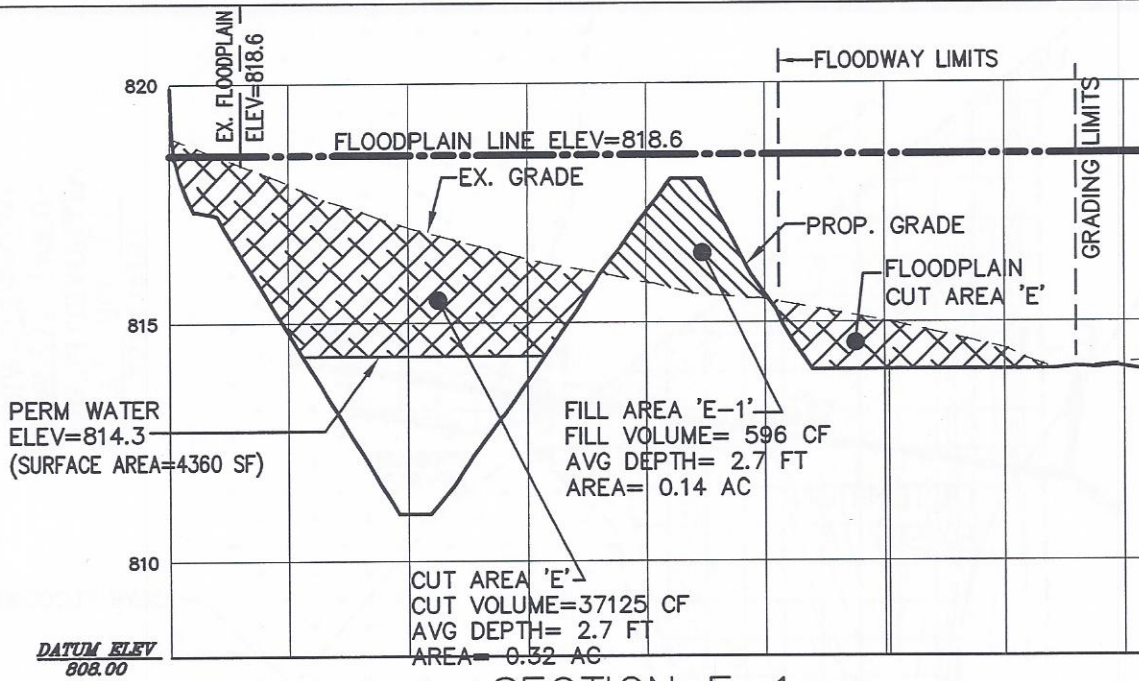 EX. FLOODPLAIN
ELEV=818.6
FLOODWAY LIMITS
820
GRADING LIMITS
FLOODPLAIN LINE ELEV=818.6
EX. GRADE
PROP. GRADE
FLOODPLAIN
CUT AREA 'E'
815
PERM WATER
ELEV=814.3
(SURFACE AREA=4360 SF)
FILL AREA 'E-1'
FILL VOLUME= 596 CF
AVG DEPTH= 2.7 FT
AREA= 0.14 AC
810
CUT AREA 'E'
CUT VOLUME=37125 CF
AVG DEPTH= 2.7 FT
AREA= 0.32 AC
DATUM ELEV
808.00